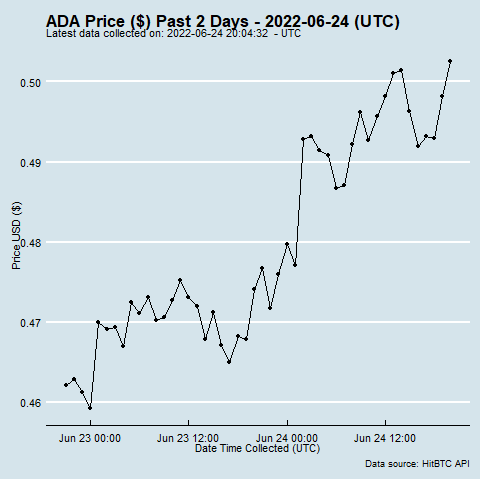 ADA Price ($) Past 2 Days - 2022-06-24 (UTC)
Latest data collected on: 2022-06-24 20:04:32 - UTC
0.50
0.49
0.48
0.47
0.46
Price USD ($)
Jun 23 00:00 Jun 23 12:00 Jun 24 00:00 Jun 24 12:00
Date Time Collected (UTC)
Data source: HitBTC API